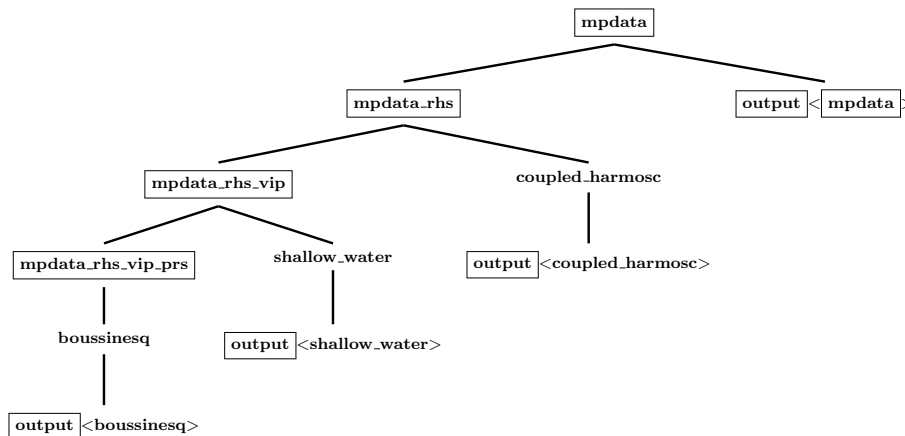 mpdata
mpdata_rhs
output <mpdata>
mpdata_rhs_vip
coupled_harmosc
mpdata_rhs_vip_prs
shallow_water
output <coupled_harmosc>
boussinesq
output <shallow_water>
output <boussinesq>